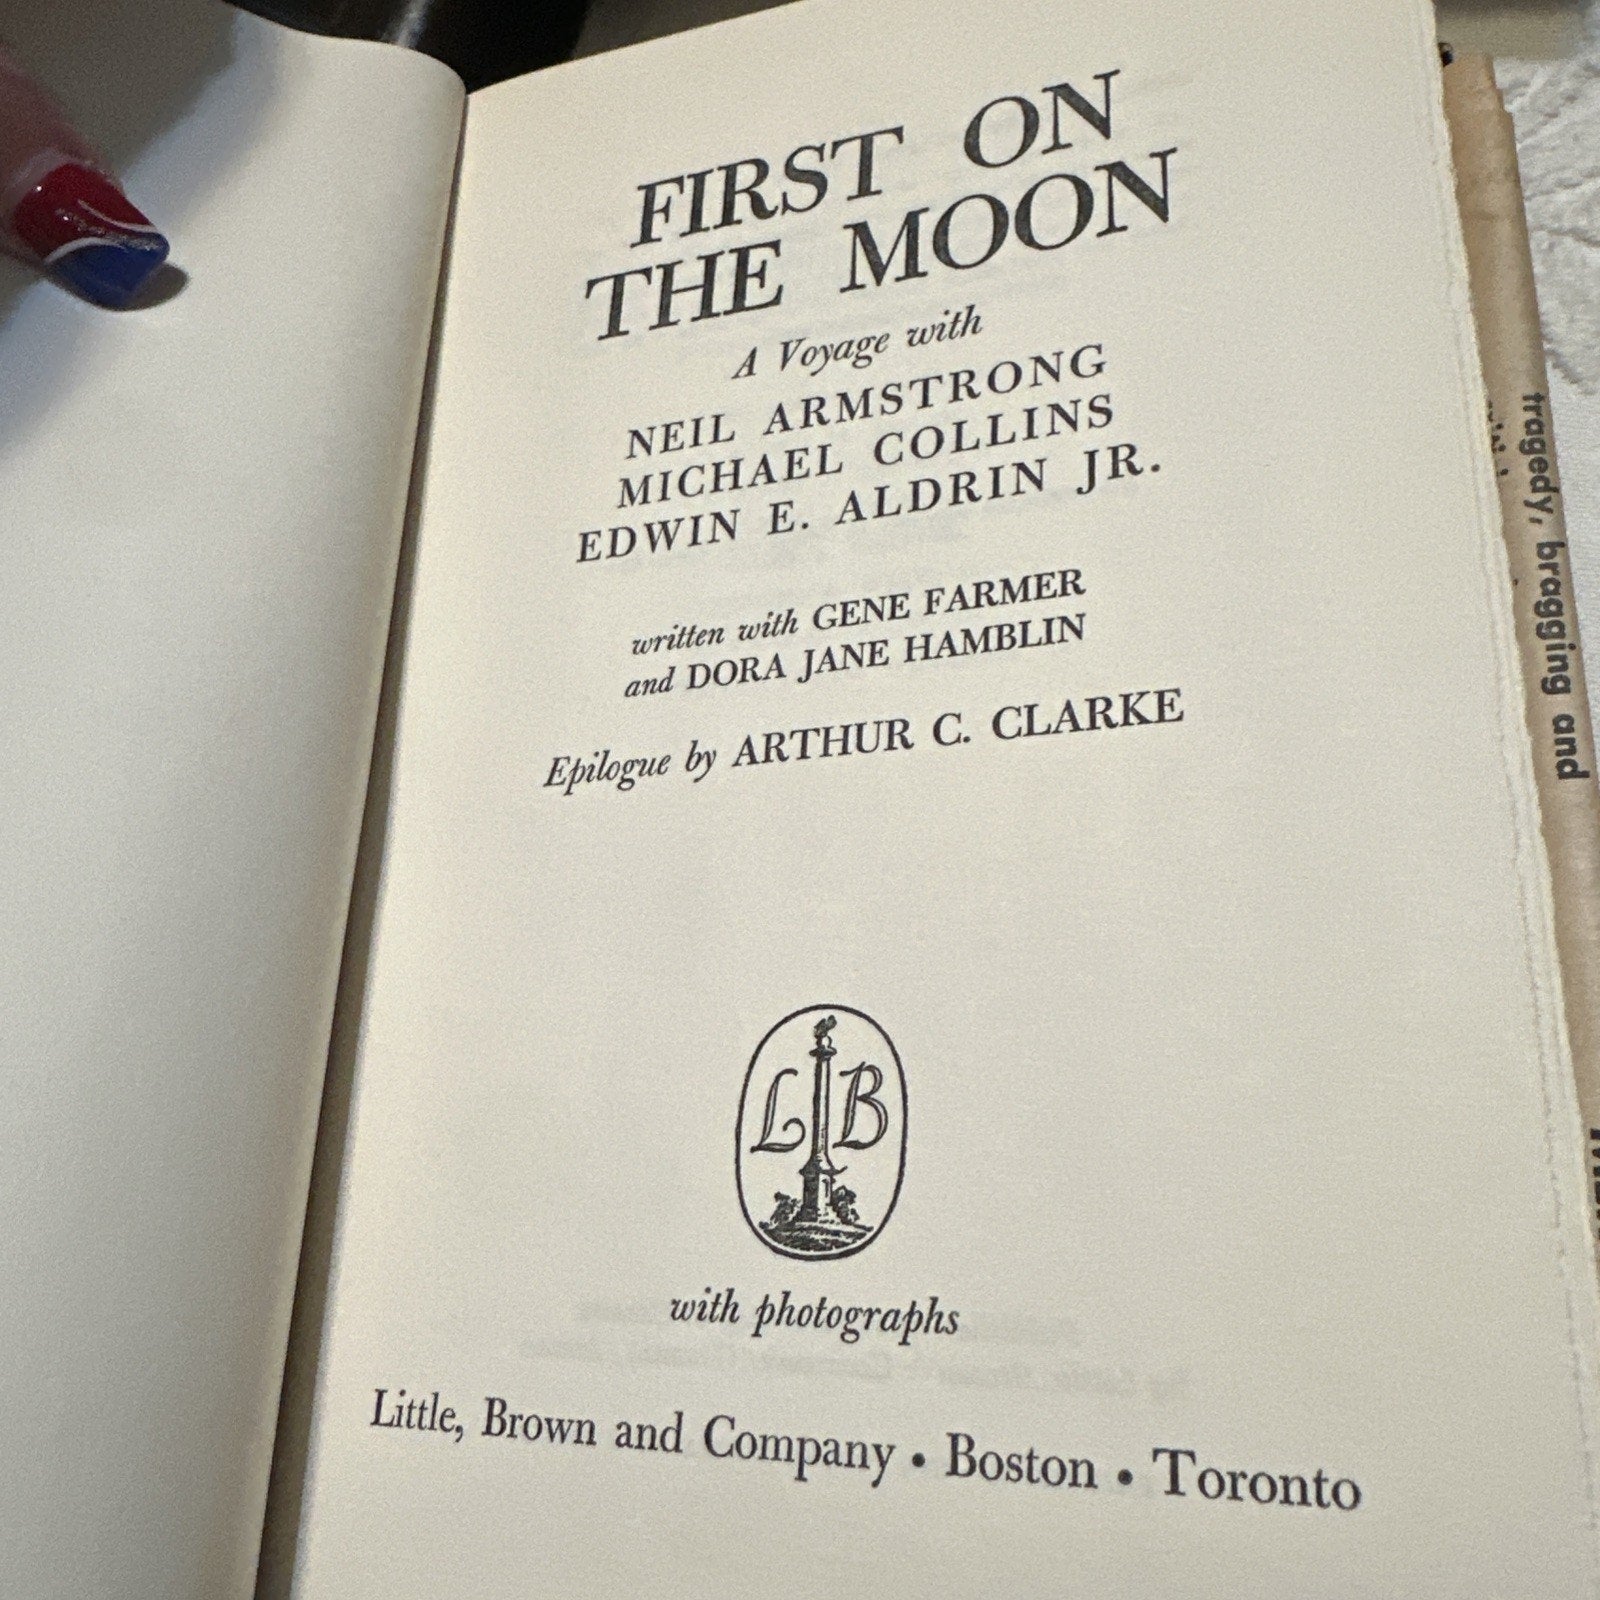 FIRST ON
THE MOON
A Voyage with
NEIL ARMSTRONG
MICHAEL COLLINS
EDWIN E. ALDRIN JR.
written with GENE FARMER
and DORA JANE HAMBLIN
Epilogue by ARTHUR C. CLARKE
L B
with photographs
Little, Brown and Company • Boston • Toronto
tragedy, bragging and